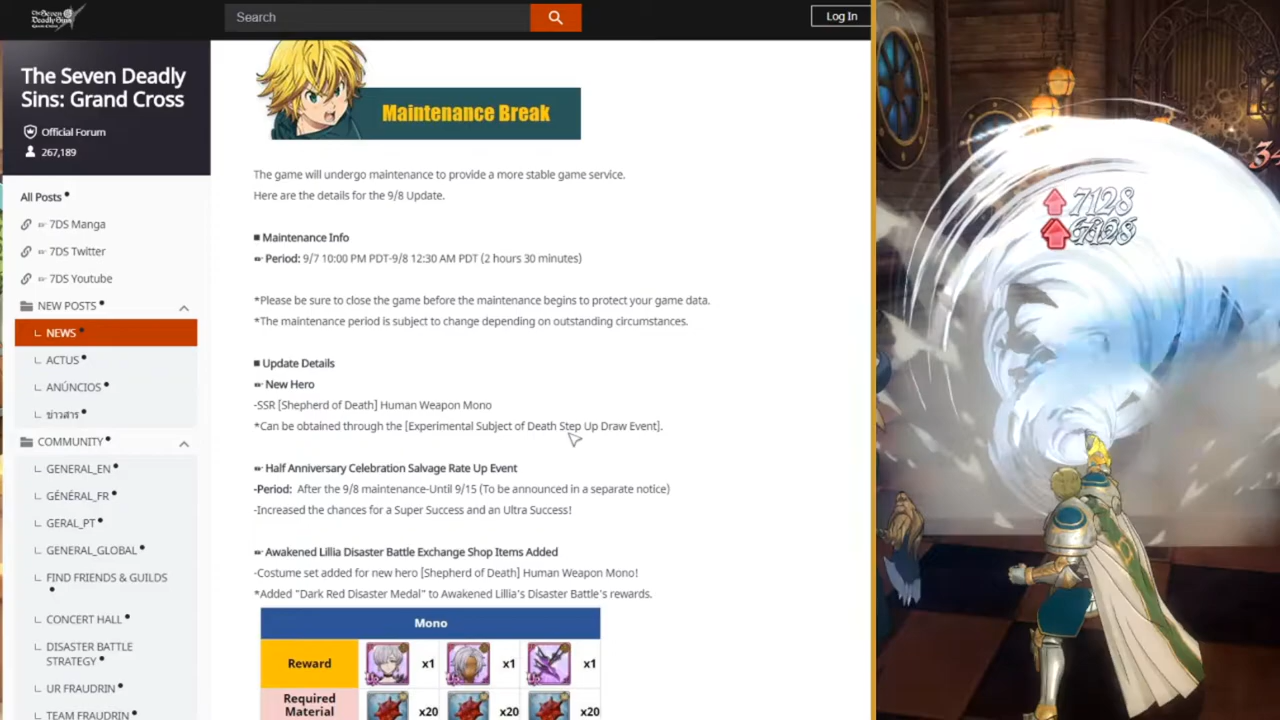 The Seven
Deadly Sins
Search
Log In
The Seven Deadly
Sins: Grand Cross
Official Forum
267,189
All Posts
7DS Manga
7DS Twitter
7DS Youtube
NEW POSTS
NEWS
ACTUS
ANÚNCIOS
ข่าวสาร
COMMUNITY
GENERAL_EN
GÉNÉRAL_FR
GERAL_PT
GENERAL_GLOBAL
FIND FRIENDS & GUILDS
CONCERT HALL
DISASTER BATTLE
STRATEGY
UR FRAUDRIN
TEAM FRAUDRIN
Maintenance Break
The game will undergo maintenance to provide a more stable game service.
Here are the details for the 9/8 Update.
■ Maintenance Info
Period: 9/7 10:00 PM PDT-9/8 12:30 AM PDT (2 hours 30 minutes)
*Please be sure to close the game before the maintenance begins to protect your game data.
*The maintenance period is subject to change depending on outstanding circumstances.
■ Update Details
New Hero
-SSR [Shepherd of Death] Human Weapon Mono
*Can be obtained through the [Experimental Subject of Death Step Up Draw Event].
Half Anniversary Celebration Salvage Rate Up Event
-Period: After the 9/8 maintenance-Until 9/15 (To be announced in a separate notice)
-Increased the chances for a Super Success and an Ultra Success!
Awakened Lillia Disaster Battle Exchange Shop Items Added
-Costume set added for new hero [Shepherd of Death] Human Weapon Mono!
*Added "Dark Red Disaster Medal" to Awakened Lillia's Disaster Battle's rewards.
Mono
Reward x1 x1 x1
Required
Material x20 x20 x20
7128
34